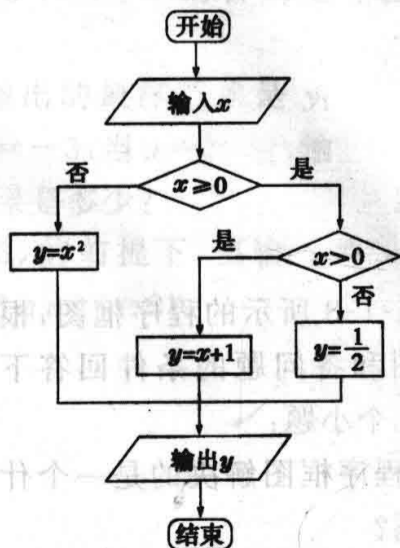 开始
输入x
x≥0
否
是
y=x²
x>0
是
否
y=x+1
y=1/2
输出y
结束